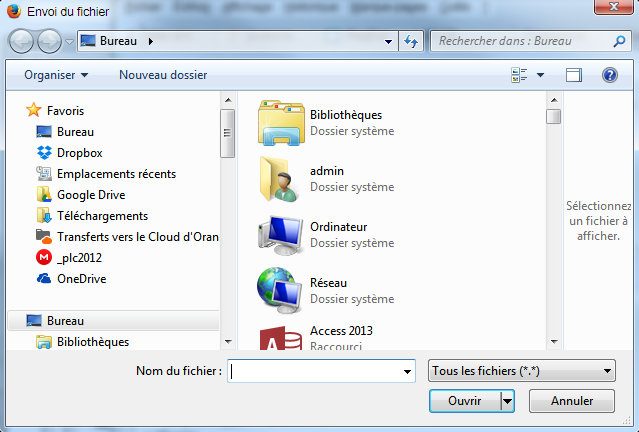 Envoi du fichier
Bureau
Rechercher dans : Bureau
Organiser
Nouveau dossier
Favoris
Bureau
Dropbox
Emplacements récents
Google Drive
Téléchargements
Transferts vers le Cloud d'Oran
_plc2012
OneDrive
Bureau
Bibliothèques
Bibliothèques
Dossier système
admin
Dossier système
Ordinateur
Dossier système
Réseau
Dossier système
Access 2013
Raccourci
Sélectionnez
un fichier à
afficher.
Nom du fichier :
Tous les fichiers (*.*)
Ouvrir
Annuler